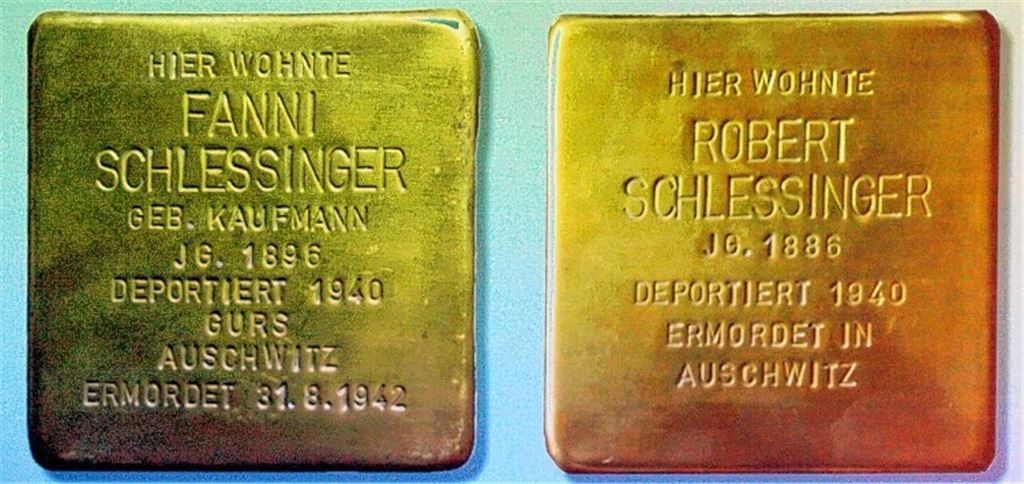 HIER WOHNTE
FANNI
SCHLESSINGER
GEB. KAUFMANN
JG. 1896
DEPORTIERT 1940
GURS
AUSCHWITZ
ERMORDET 31.8.1942
HIER WOHNTE
ROBERT
SCHLESSINGER
JG. 1886
DEPORTIERT 1940
ERMORDET IN
AUSCHWITZ